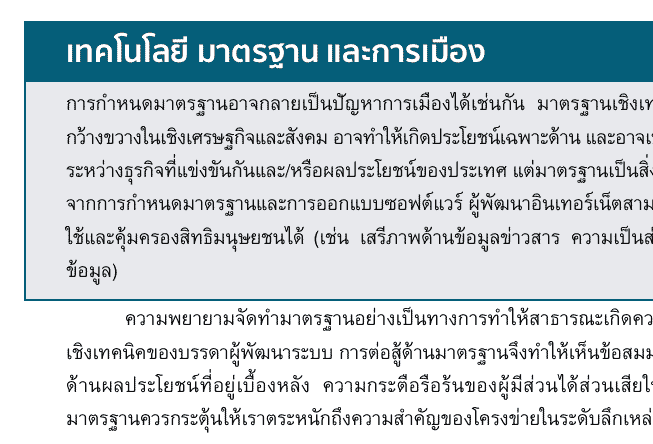 เทคโนโลยี มาตรฐาน และการเมือง
การกำหนดมาตรฐานอาจกลายเป็นปัญหาการเมืองได้เช่นกัน มาตรฐานเชิง
กว้างขวางในเชิงเศรษฐกิจและสังคม อาจทำให้เกิดประโยชน์เฉพาะด้าน และอาจ
ระหว่างธุรกิจที่แข่งขันกันและ/หรือผลประโยชน์ของประเทศ แต่มาตรฐานเป็นสิ่ง
จากการกำหนดมาตรฐานและการออกแบบซอฟต์แวร์ ผู้พัฒนาอินเทอร์เน็ตสาม
ใช้และคุ้มครองสิทธิมนุษยชนได้ (เช่น เสรีภาพด้านข้อมูลข่าวสาร ความเป็น
ข้อมูล)
ความพยายามจัดทำมาตรฐานอย่างเป็นทางการทำให้สาธารณะเกิด
เชิงเทคนิคของบรรดาผู้พัฒนาระบบ การต่อสู้ด้านมาตรฐานจึงทำให้เห็นข้อสมม
ด้านผลประโยชน์ที่อยู่เบื้องหลัง ความกระตือรือร้นของผู้มีส่วนได้ส่วนเสีย
มาตรฐานควรกระตุ้นให้เราตระหนักถึงความสำคัญของโครงข่ายในระดับลึกเหล่